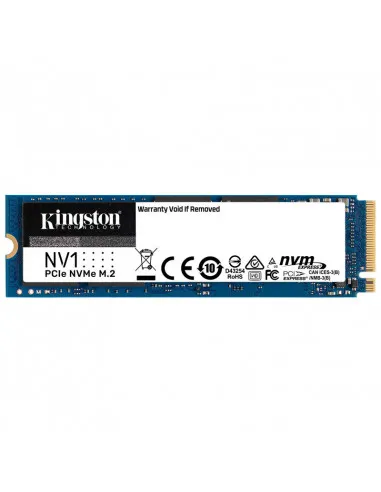 Kingston
TECHNOLOGY
Warranty Void If Removed
NV1
PCIe NVMe M.2
CE
10
D43254
RoHS
nvm
EXPRESS
PCI
EXPRESS
CAN ICES-3(B)
/NMB-3(B)